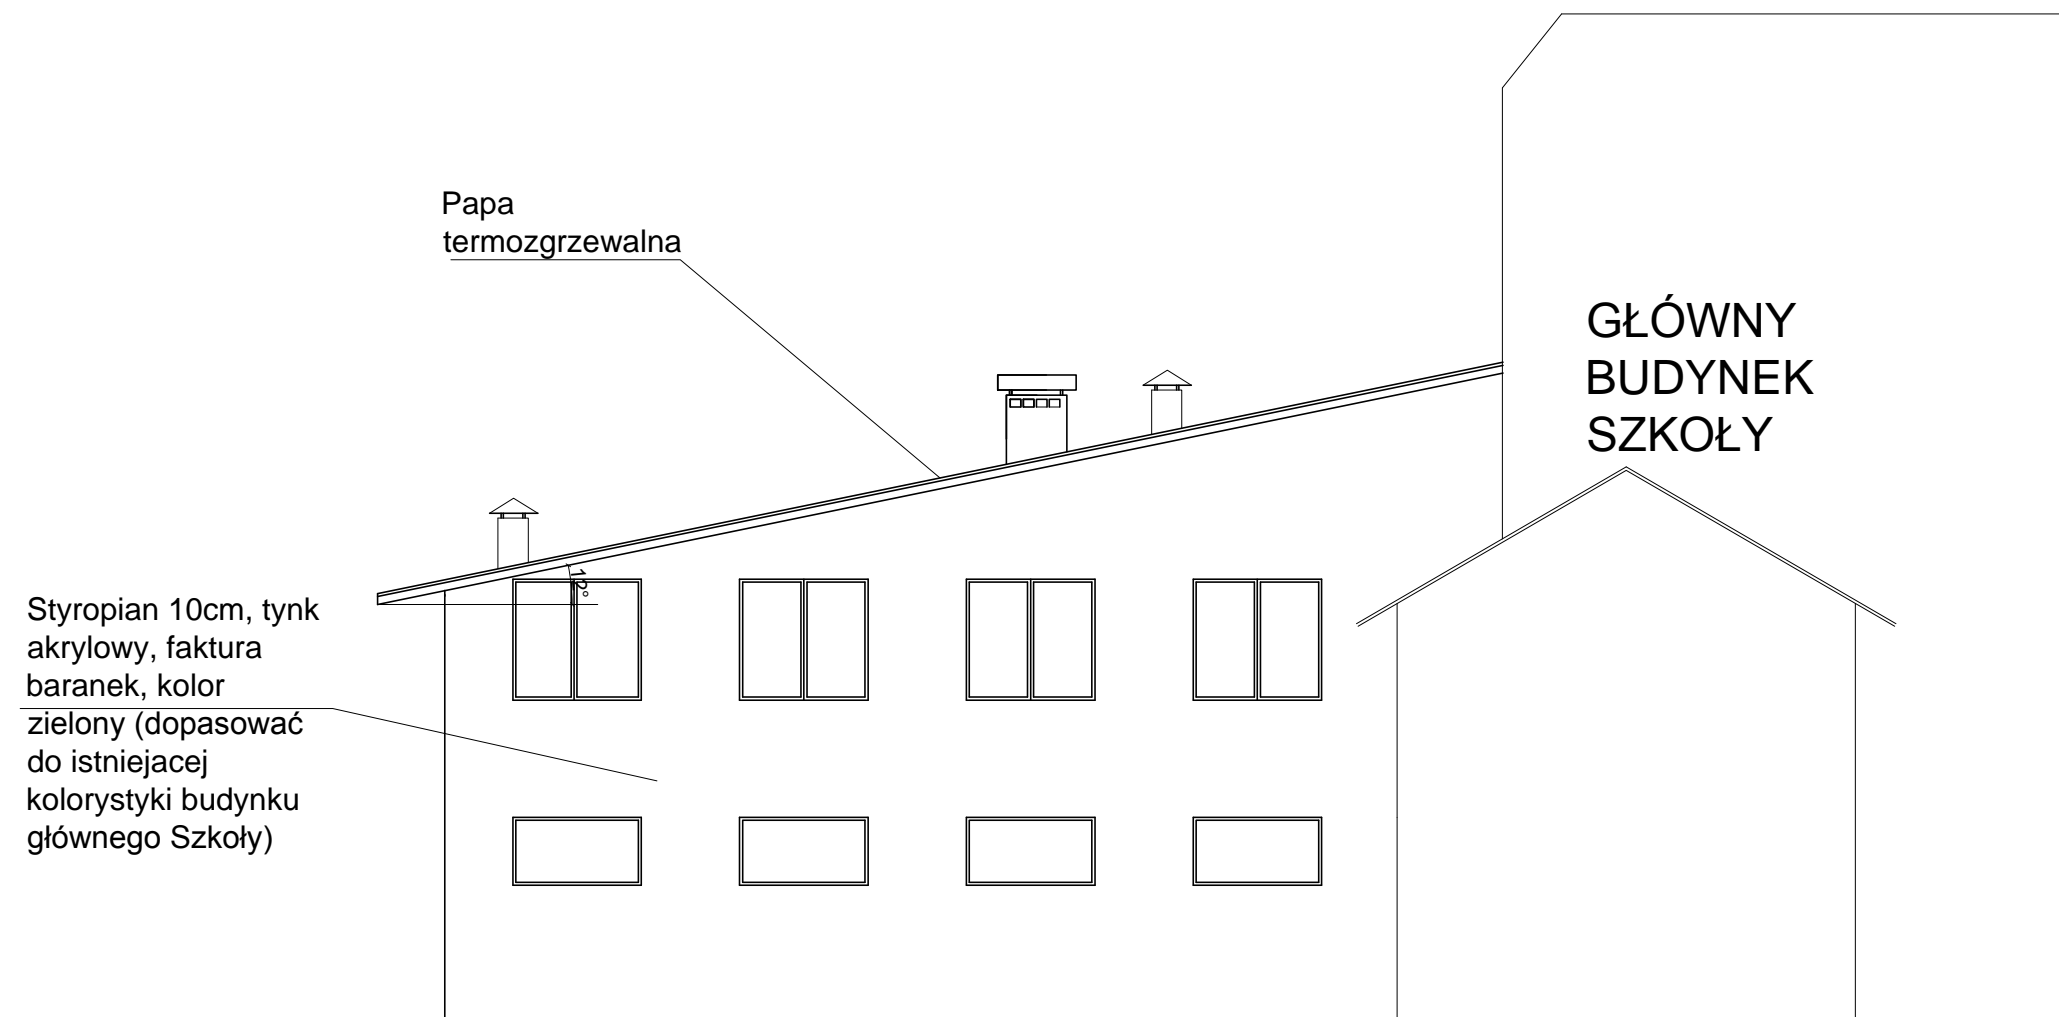 Papa
termozgrzewalna
GŁÓWNY
BUDYNEK
SZKOŁY
12°
Styropian 10cm, tynk
akrylowy, faktura
baranek, kolor
zielony (dopasować
do istniejacej
kolorystyki budynku
głównego Szkoły)